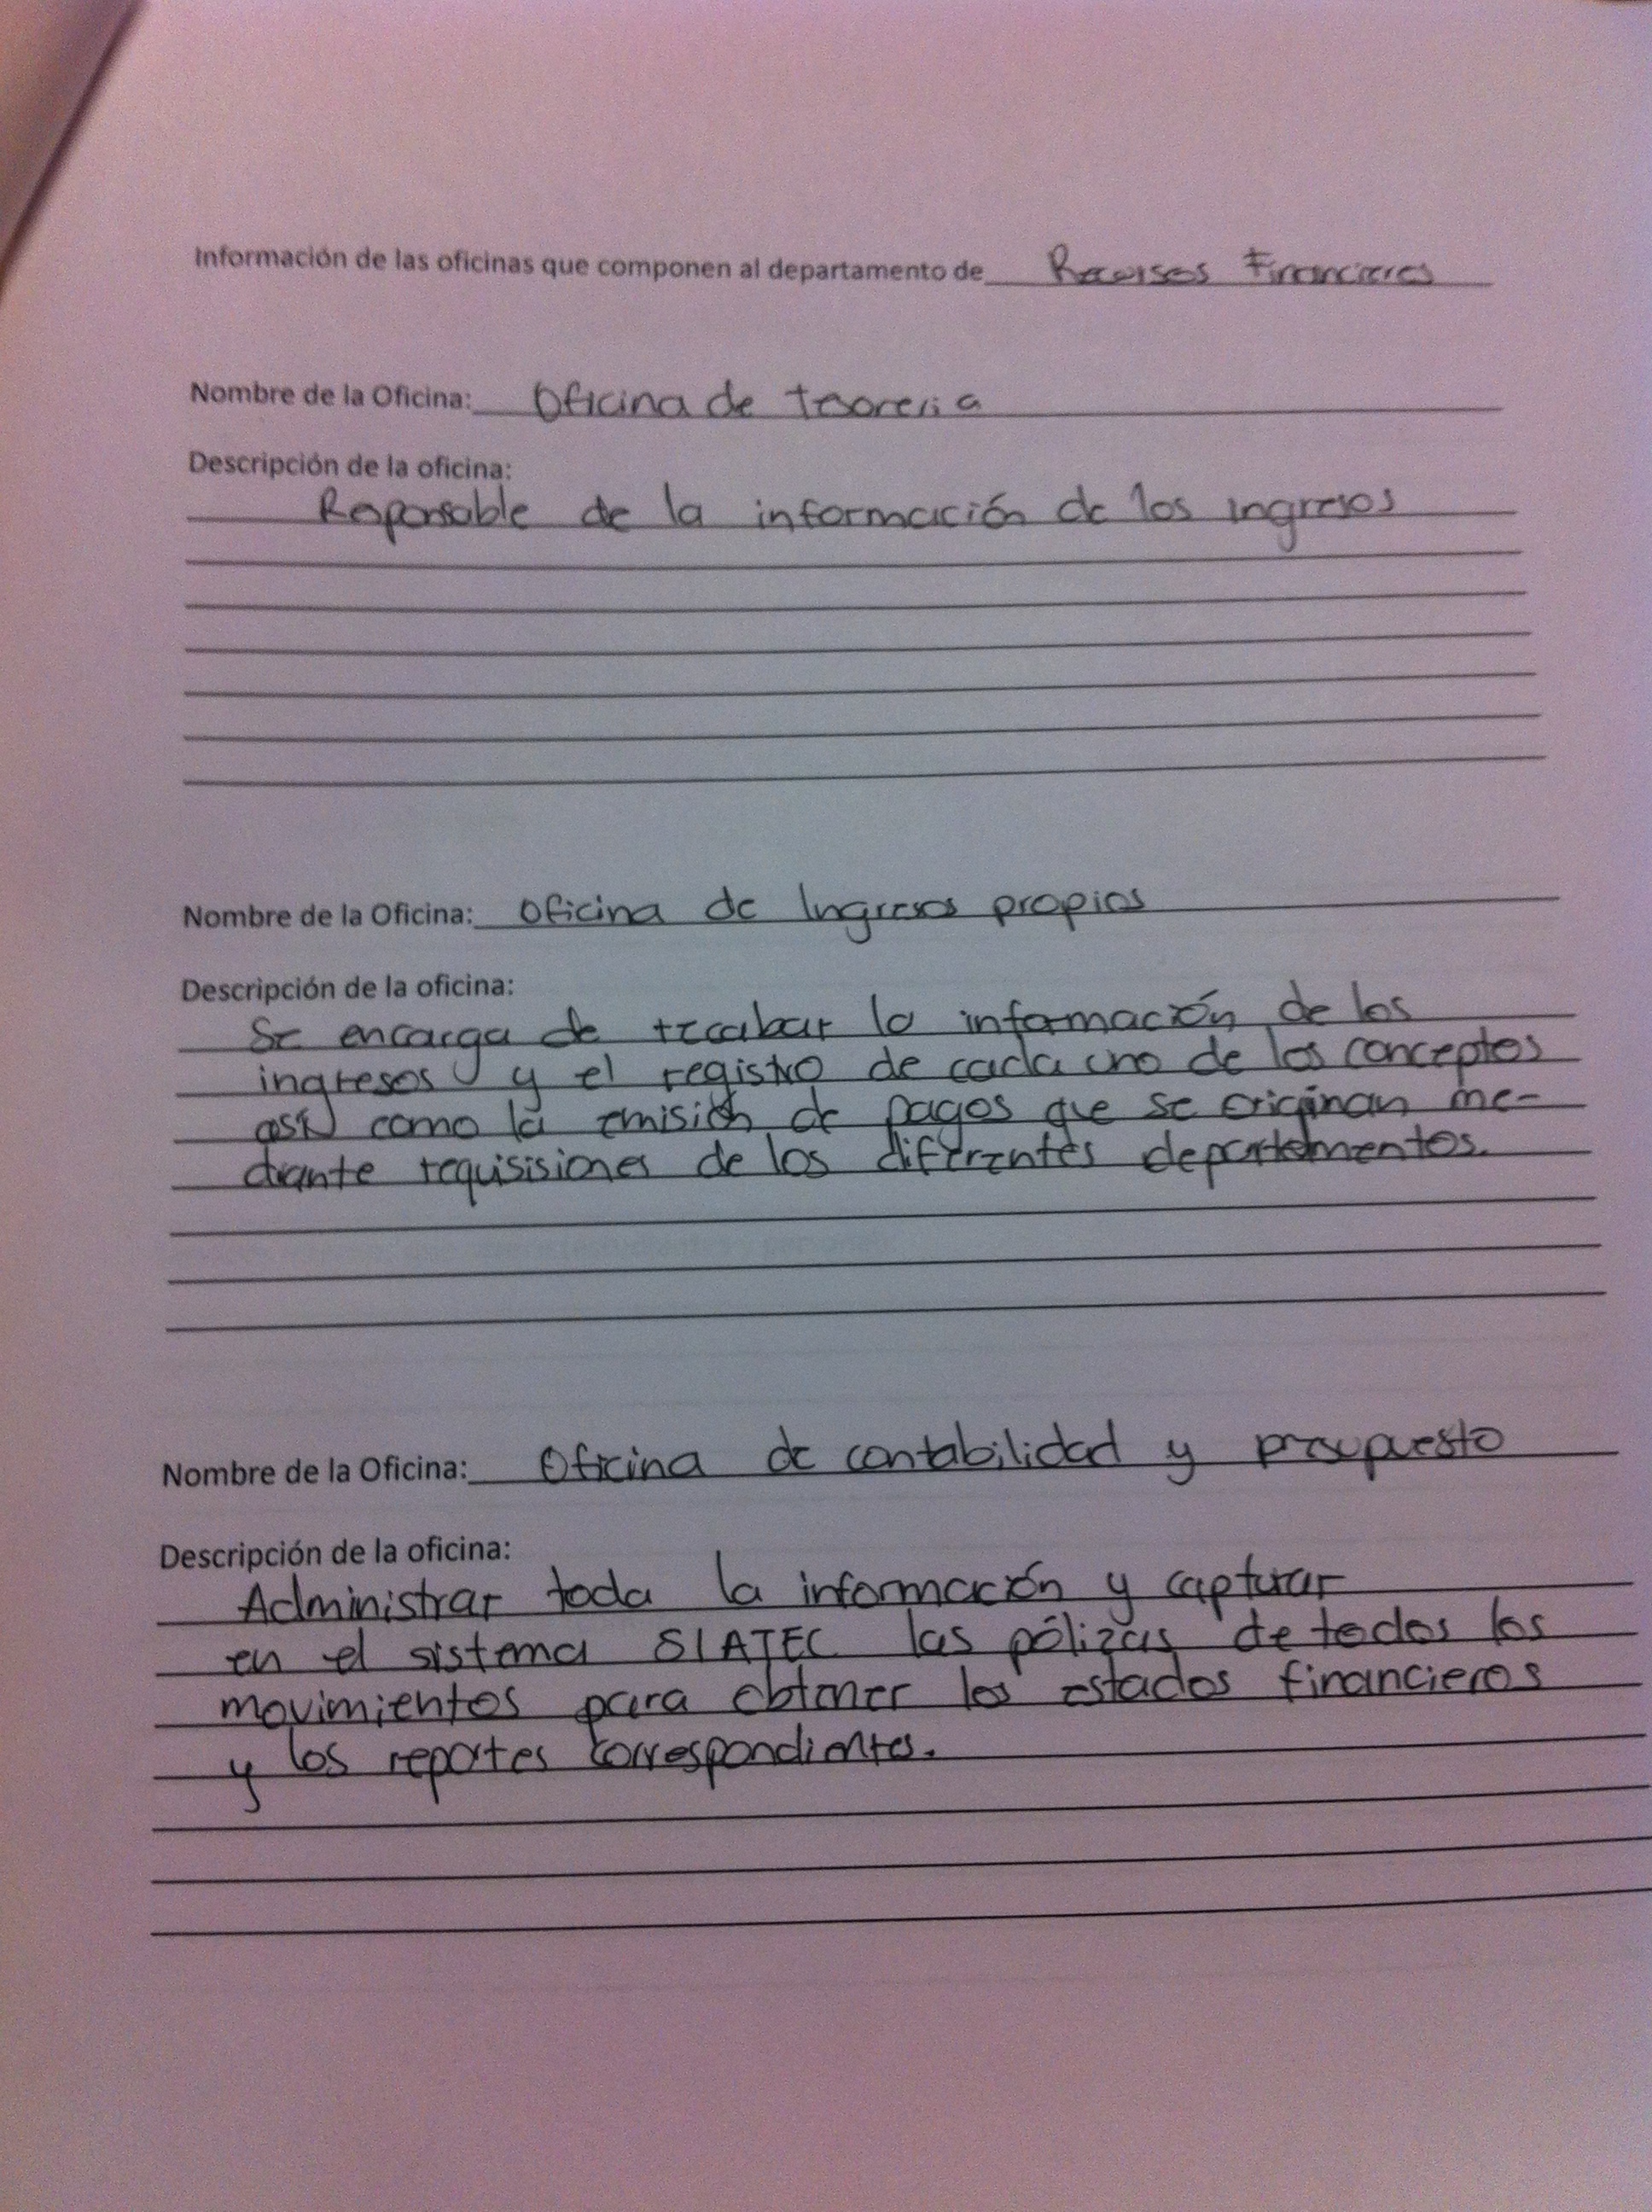 Información de las oficinas que componen al departamento de Recursos Financieros
Nombre de la Oficina: Oficina de tesoreria
Descripción de la oficina:
Responsable de la información de los ingresos
Nombre de la Oficina: Oficina de Ingresos propios
Descripción de la oficina:
Se encarga de recabar la información de los
ingresos y el registro de cada uno de los conceptos
así como la emisión de pagos que se originan me-
diante requisisiones de los diferentes departamentos.
Nombre de la Oficina: Oficina de contabilidad y presupuesto
Descripción de la oficina:
Administrar toda la información y capturar
en el sistema SIATEC las pólizas de todos los
movimientos para obtener los estados financieros
y los reportes correspondientes.